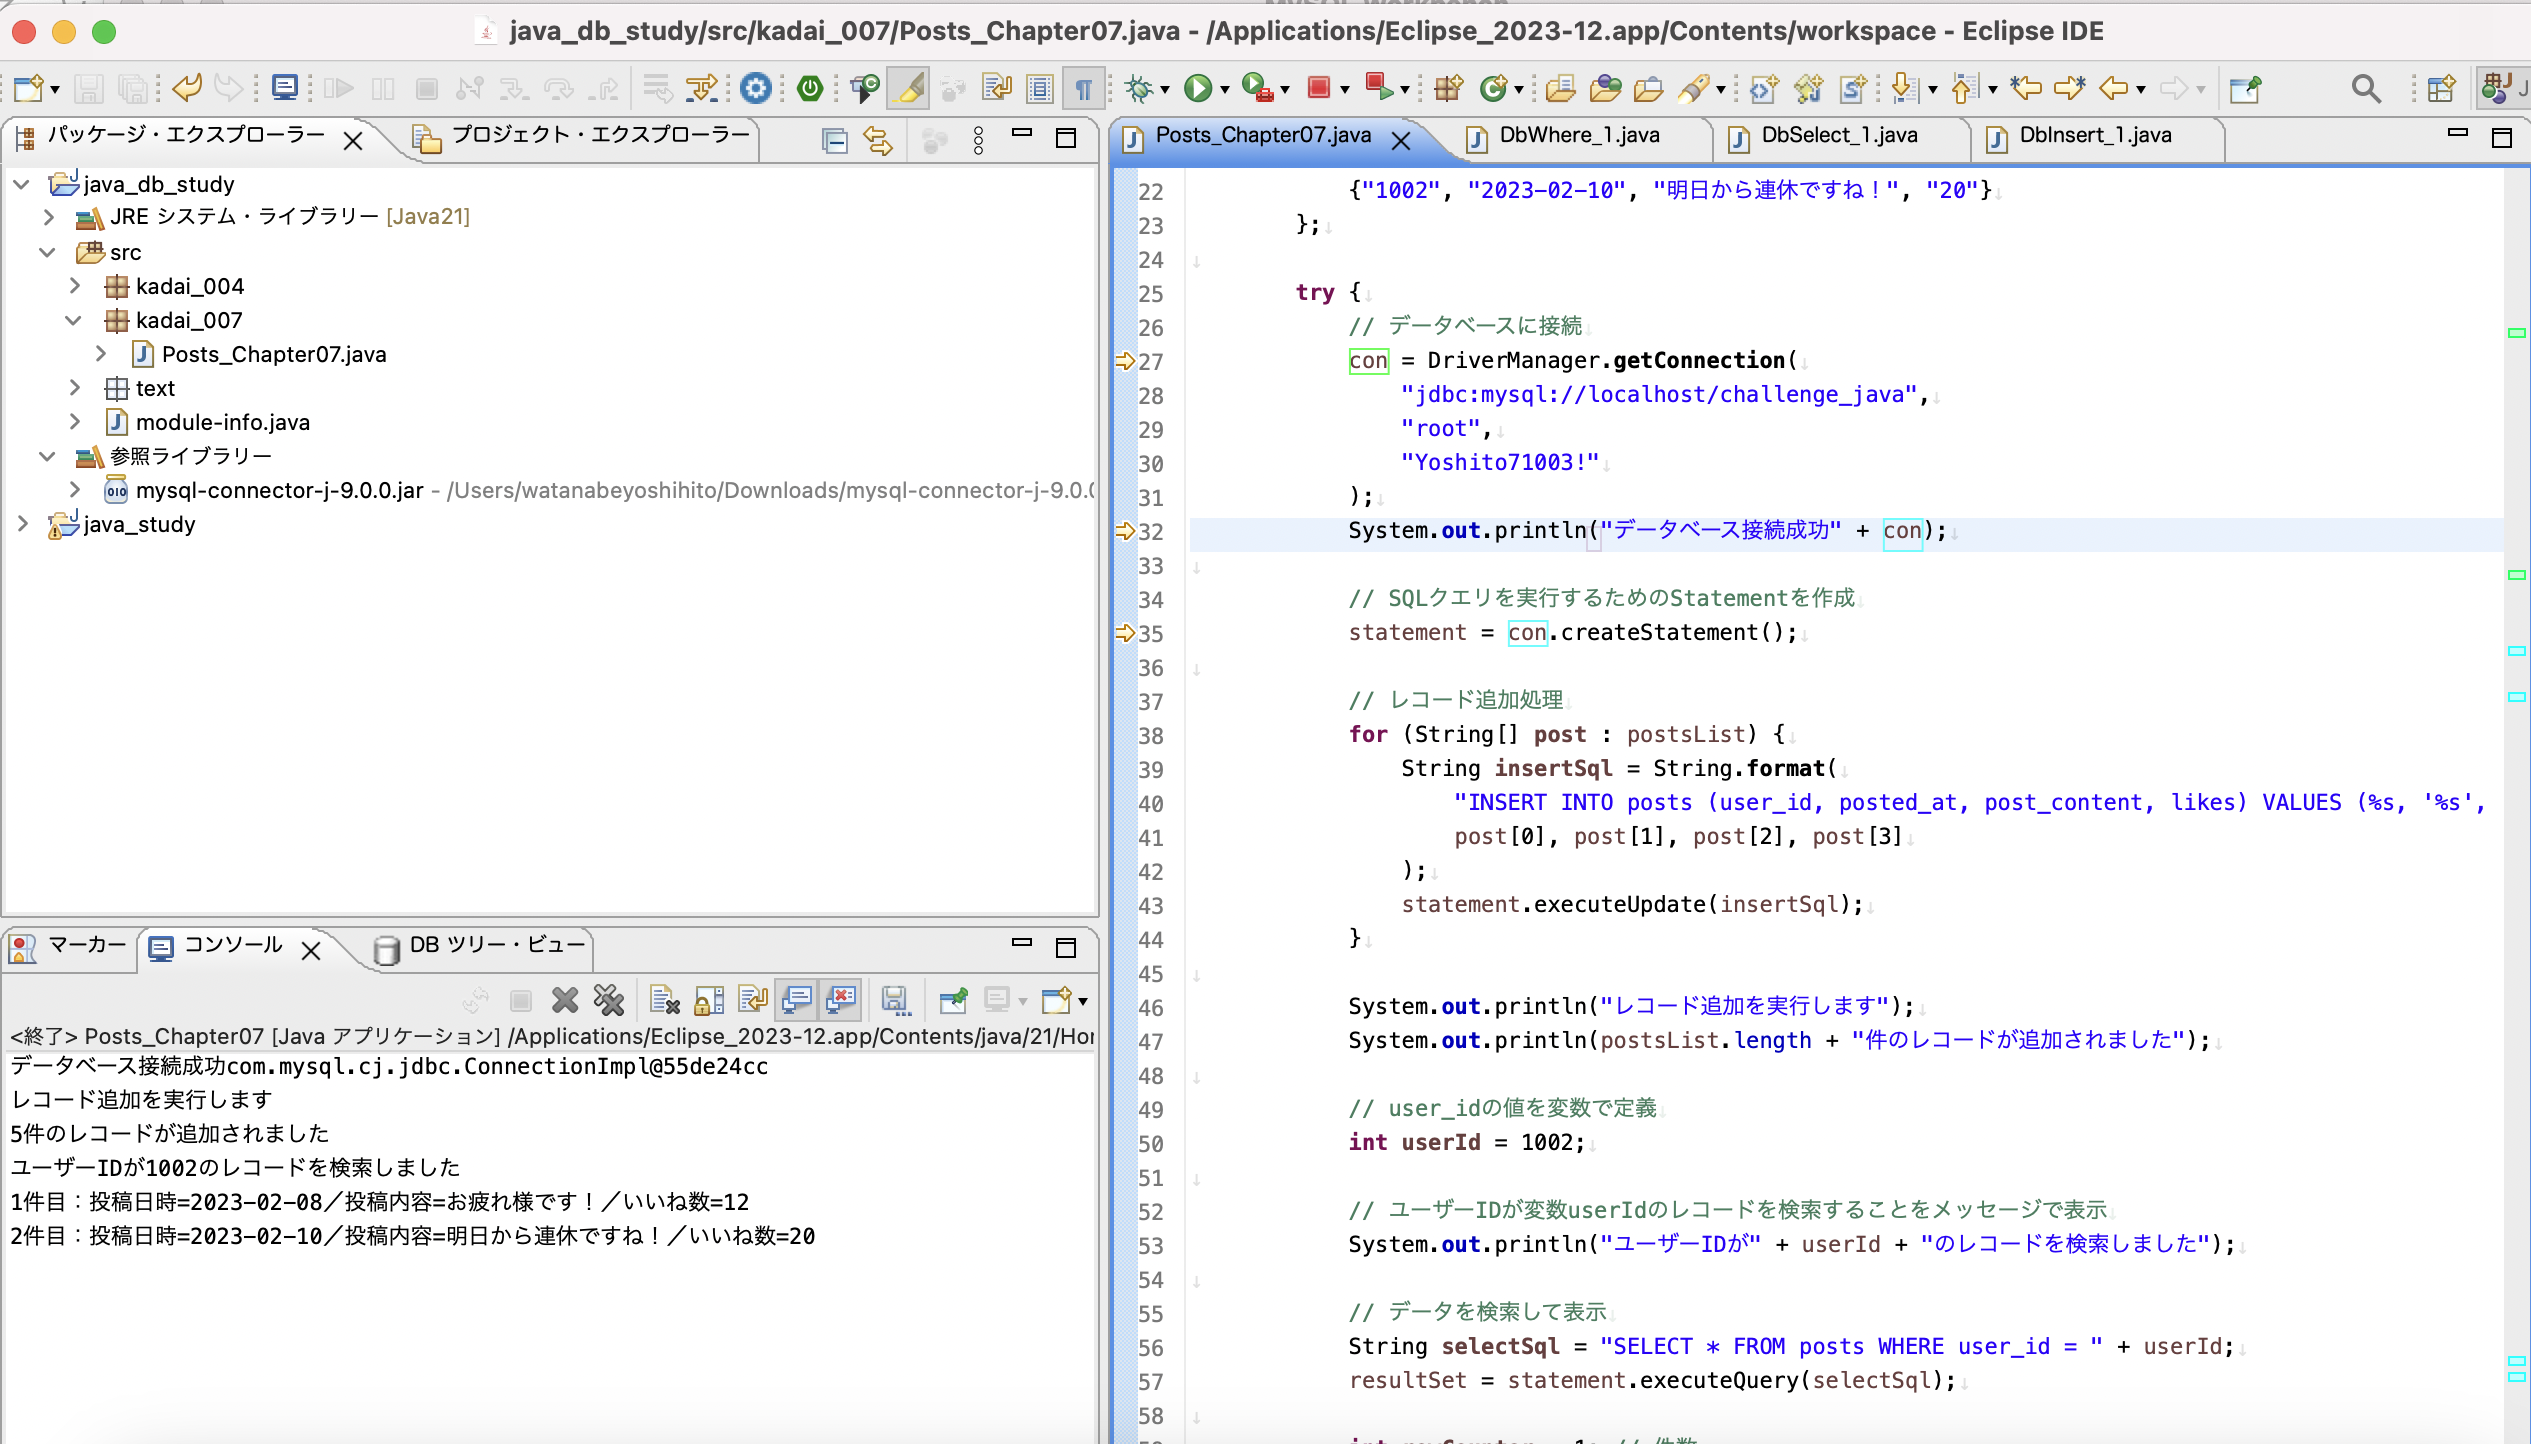 java_db_study/src/kadai_007/Posts_Chapter07.java - /Applications/Eclipse_2023-12.app/Contents/workspace - Eclipse IDE
パッケージ・エクスプローラー
プロジェクト・エクスプローラー
java_db_study
JRE システム・ライブラリー [Java21]
src
kadai_004
kadai_007
Posts_Chapter07.java
text
module-info.java
参照ライブラリー
mysql-connector-j-9.0.0.jar - /Users/watanabeyoshihito/Downloads/mysql-connector-j-9.0.0
java_study
マーカー
コンソール
DB ツリー・ビュー
<終了> Posts_Chapter07 [Java アプリケーション] /Applications/Eclipse_2023-12.app/Contents/java/21/Ho
データベース接続成功com.mysql.cj.jdbc.ConnectionImpl@55de24cc
レコード追加を実行します
5件のレコードが追加されました
ユーザーIDが1002のレコードを検索しました
1件目：投稿日時=2023-02-08／投稿内容=お疲れ様です！／いいね数=12
2件目：投稿日時=2023-02-10／投稿内容=明日から連休ですね！／いいね数=20
Posts_Chapter07.java
DbWhere_1.java
DbSelect_1.java
DbInsert_1.java
22 {"1002", "2023-02-10", "明日から連休ですね！", "20"}
23 };
24
25 try {
26 // データベースに接続
27 con = DriverManager.getConnection(
28 "jdbc:mysql://localhost/challenge_java",
29 "root",
30 "Yoshito71003!"
31 );
32 System.out.println("データベース接続成功" + con);
33
34 // SQLクエリを実行するためのStatementを作成
35 statement = con.createStatement();
36
37 // レコード追加処理
38 for (String[] post : postsList) {
39 String insertSql = String.format(
40 "INSERT INTO posts (user_id, posted_at, post_content, likes) VALUES (%s, '%s',
41 post[0], post[1], post[2], post[3]
42 );
43 statement.executeUpdate(insertSql);
44 }
45
46 System.out.println("レコード追加を実行します");
47 System.out.println(postsList.length + "件のレコードが追加されました");
48
49 // user_idの値を変数で定義
50 int userId = 1002;
51
52 // ユーザーIDが変数userIdのレコードを検索することをメッセージで表示
53 System.out.println("ユーザーIDが" + userId + "のレコードを検索しました");
54
55 // データを検索して表示
56 String selectSql = "SELECT * FROM posts WHERE user_id = " + userId;
57 resultSet = statement.executeQuery(selectSql);
58